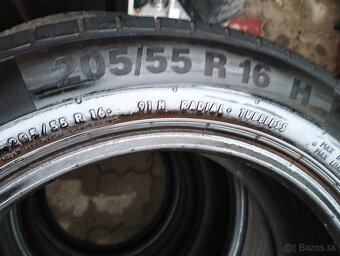 205/55 R 16 H
205/55 R 16 91 H RADIAL TUBELESS
MAX
MAX
Bazos.sk